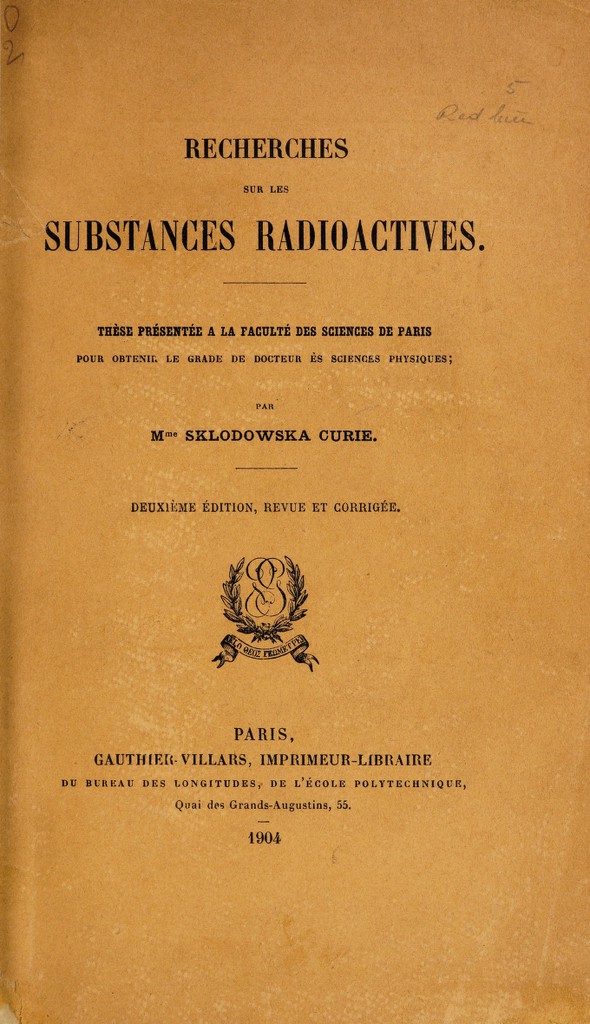 5
RECHERCHES
SUR LES
SUBSTANCES RADIOACTIVES.
THÈSE PRÉSENTÉE A LA FACULTÉ DES SCIENCES DE PARIS
POUR OBTENIR LE GRADE DE DOCTEUR ÈS SCIENCES PHYSIQUES;
PAR
Mme SKLODOWSKA CURIE.
DEUXIÈME ÉDITION, REVUE ET CORRIGÉE.
PARIS,
GAUTHIER-VILLARS, IMPRIMEUR-LIBRAIRE
DU BUREAU DES LONGITUDES, DE L'ÉCOLE POLYTECHNIQUE,
Quai des Grands-Augustins, 55.
1904